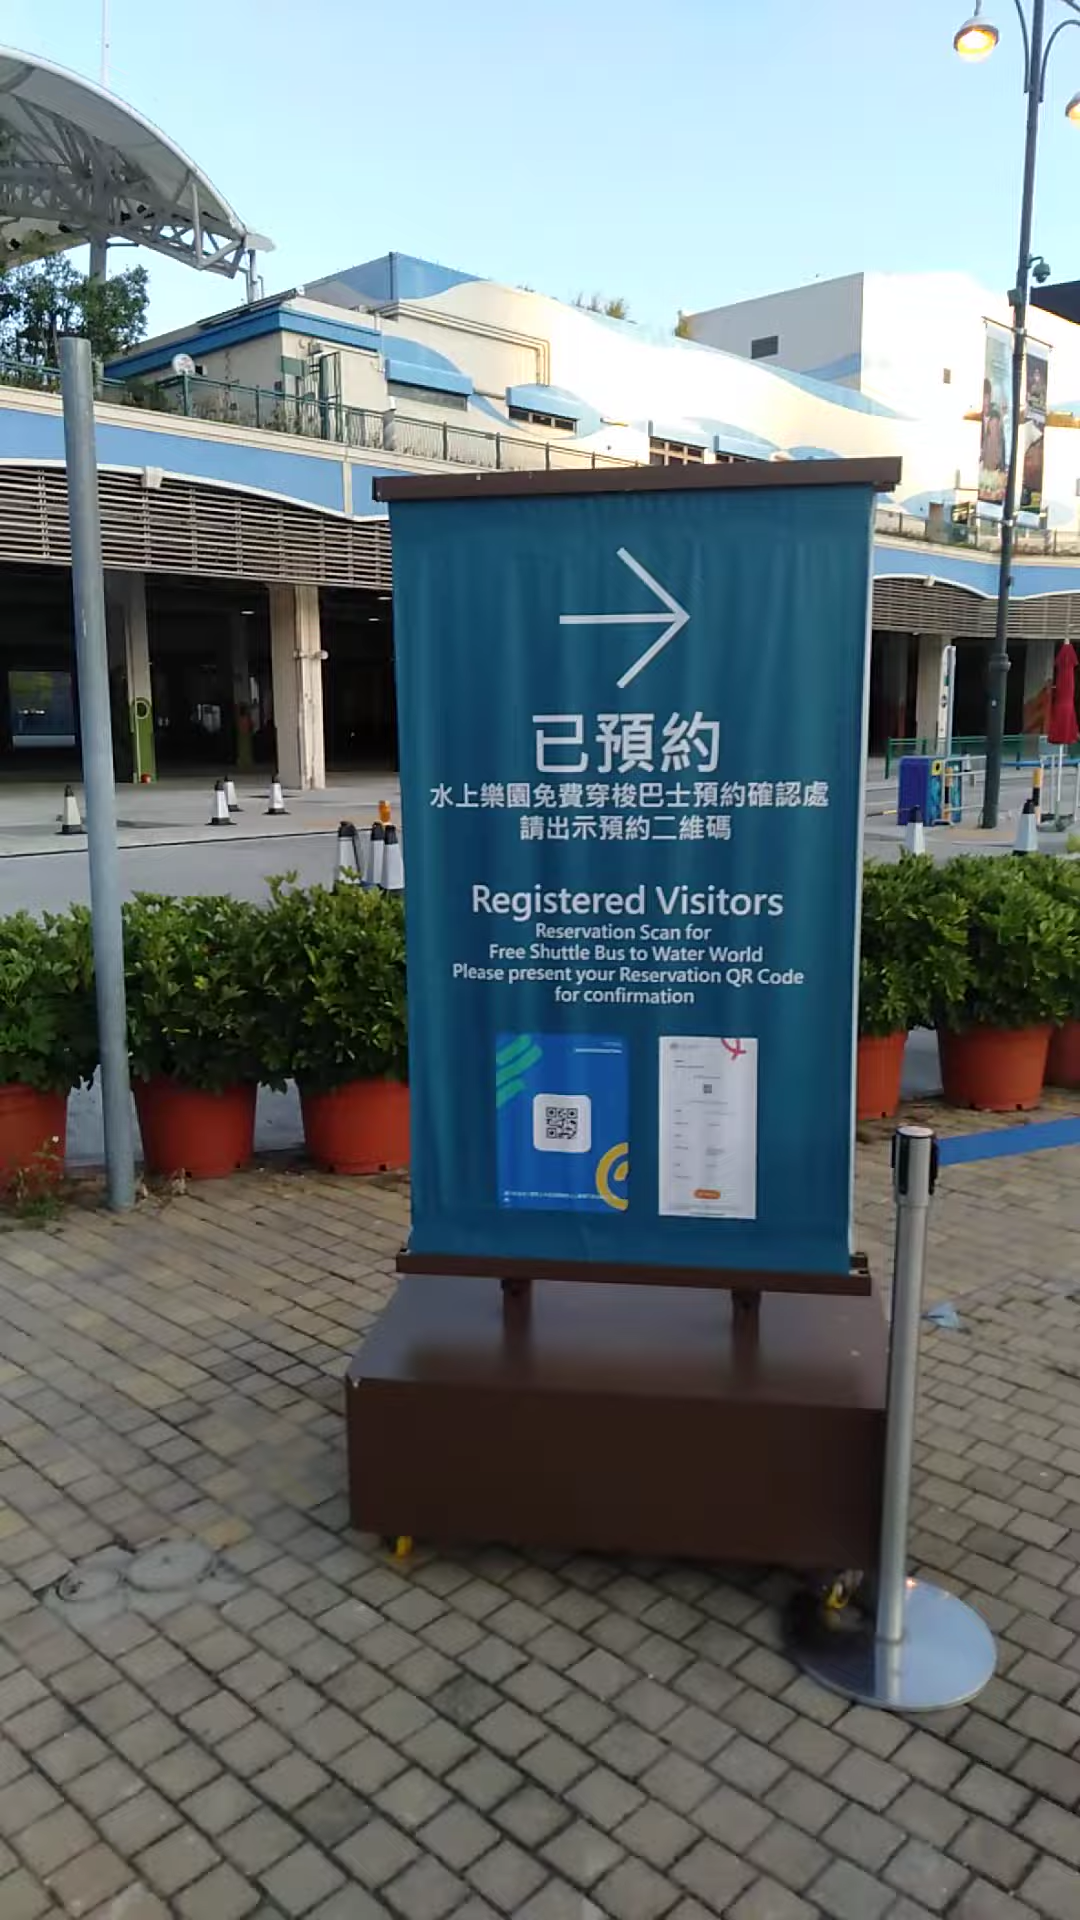 已預約
水上樂園免費穿梭巴士預約確認處
請出示預約二維碼
Registered Visitors
Reservation Scan for
Free Shuttle Bus to Water World
Please present your Reservation QR Code
for confirmation